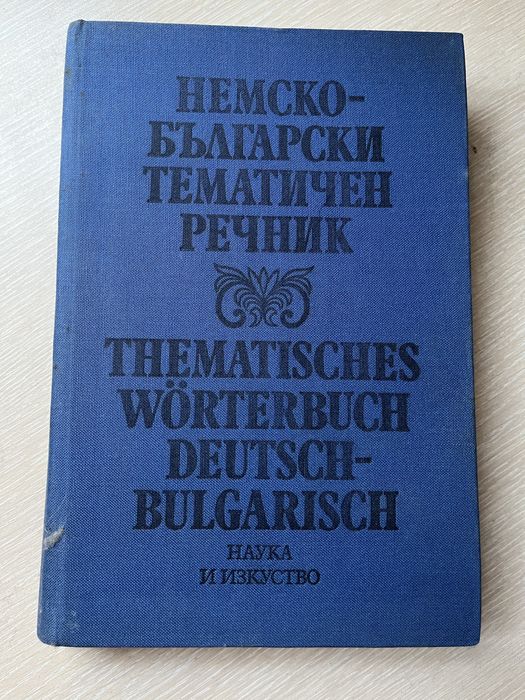 НЕМСКО-
БЪЛГАРСКИ
ТЕМАТИЧЕН
РЕЧНИК
THEMATISCHES
WÖRTERBUCH
DEUTSCH-
BULGARISCH
НАУКА
И ИЗКУСТВО